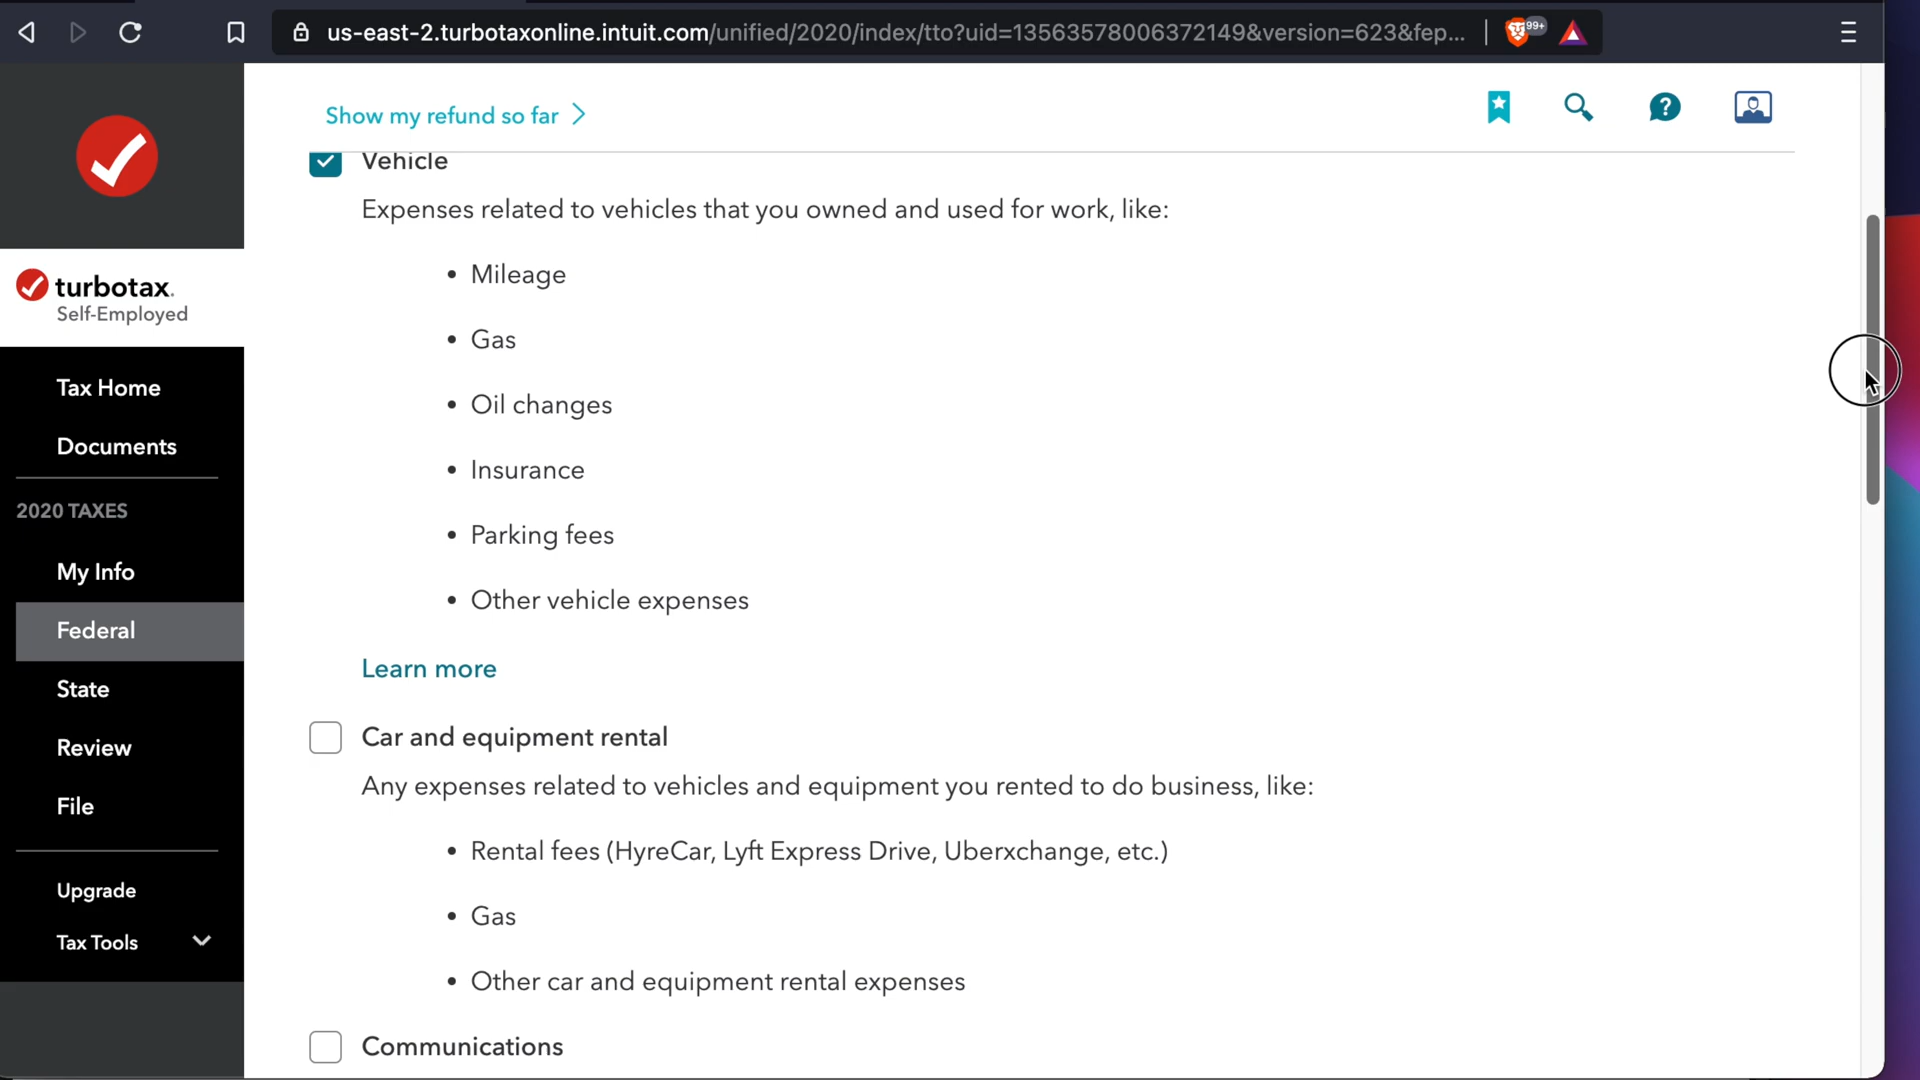 us-east-2.turbotaxonline.intuit.com/unified/2020/index/tto?uid=13563578006372149&version=623&fep...
99+
Show my refund so far
turbotax.
Self-Employed
Tax Home
Documents
2020 TAXES
My Info
Federal
State
Review
File
Upgrade
Tax Tools
Vehicle
Expenses related to vehicles that you owned and used for work, like:
• Mileage
• Gas
• Oil changes
• Insurance
• Parking fees
• Other vehicle expenses
Learn more
Car and equipment rental
Any expenses related to vehicles and equipment you rented to do business, like:
• Rental fees (HyreCar, Lyft Express Drive, Uberxchange, etc.)
• Gas
• Other car and equipment rental expenses
Communications